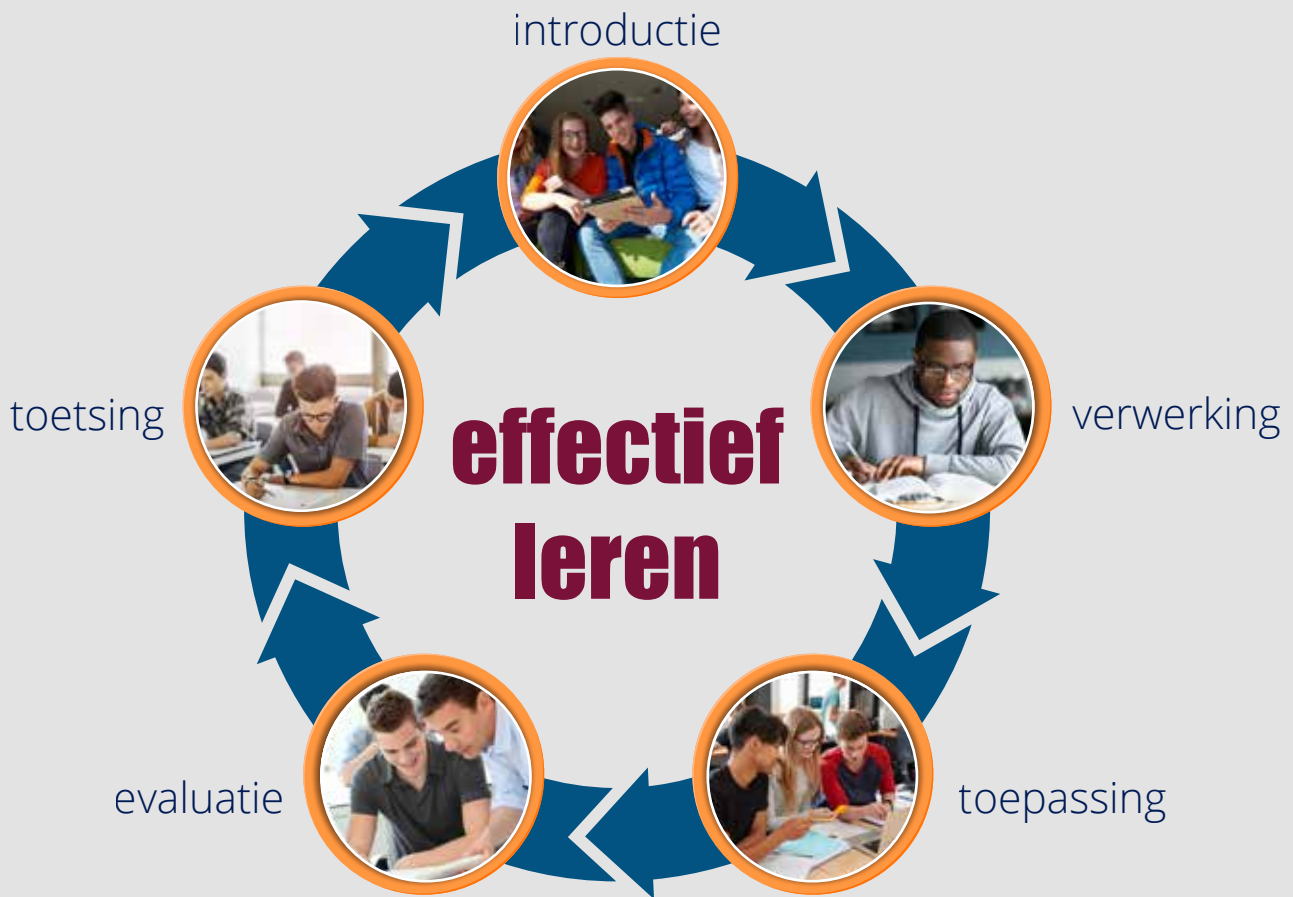 introductie
verwerking
toepassing
evaluatie
toetsing
effectief
leren